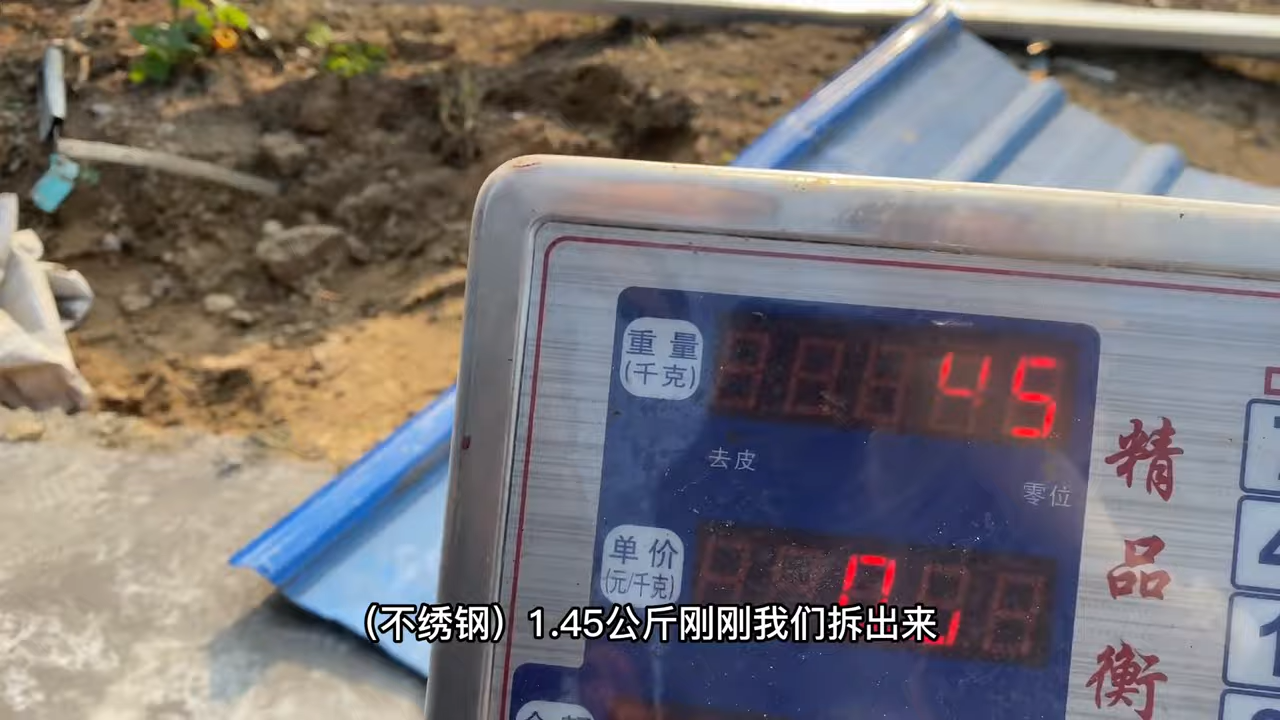 重量
(千克)
45
去皮
零位
单价
(元/千克)
精
品
衡
(不绣钢) 1.45公斤刚刚我们拆出来